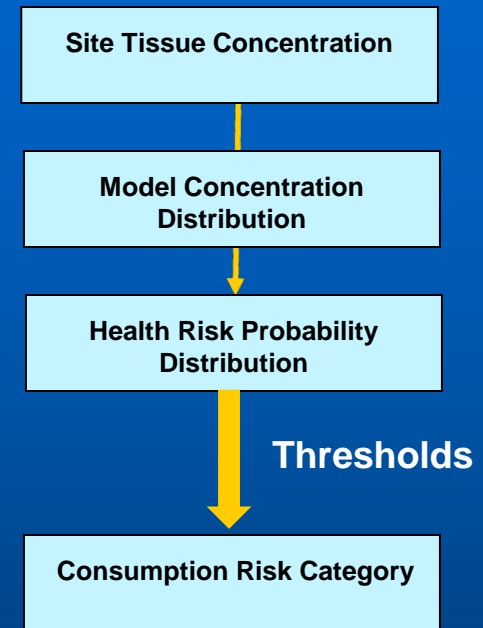 Site Tissue Concentration
Model Concentration
Distribution
Health Risk Probability
Distribution
Thresholds
Consumption Risk Category